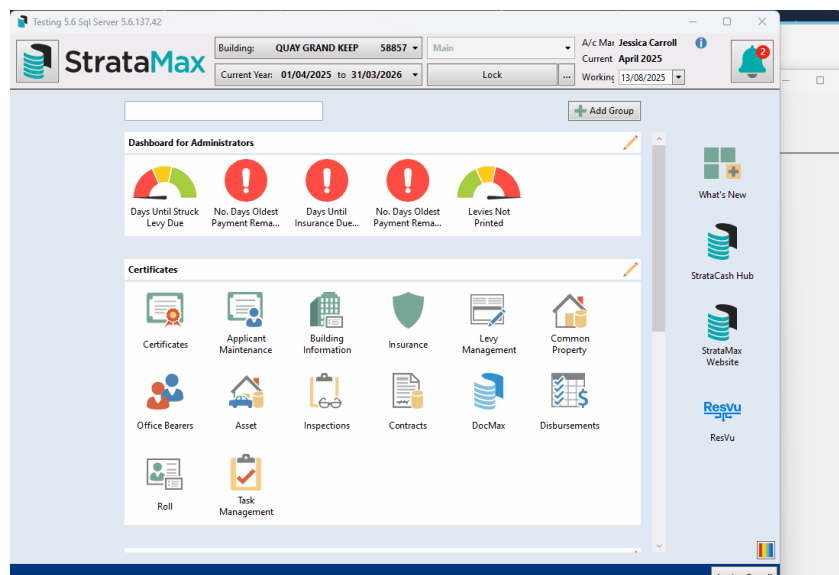 Testing 5.6 Sql Server 5.6.137.42
StrataMax
Building: QUAY GRAND KEEP 58857
Main
A/c Mar Jessica Carroll
2
Current Year: 01/04/2025 to 31/03/2026
Lock
...
Current April 2025
Working 13/08/2025
Add Group
Dashboard for Administrators
Days Until Struck
Levy Due
No. Days Oldest
Payment Rema...
Days Until
Insurance Due...
No. Days Oldest
Payment Rema...
Levies Not
Printed
What's New
Certificates
StrataCash Hub
Certificates
Applicant
Maintenance
Building
Information
Insurance
Levy
Management
Common
Property
StrataMax
Website
Office Bearers
Asset
Inspections
Contracts
DocMax
Disbursements
ResVu
ResVu
Roll
Task
Management